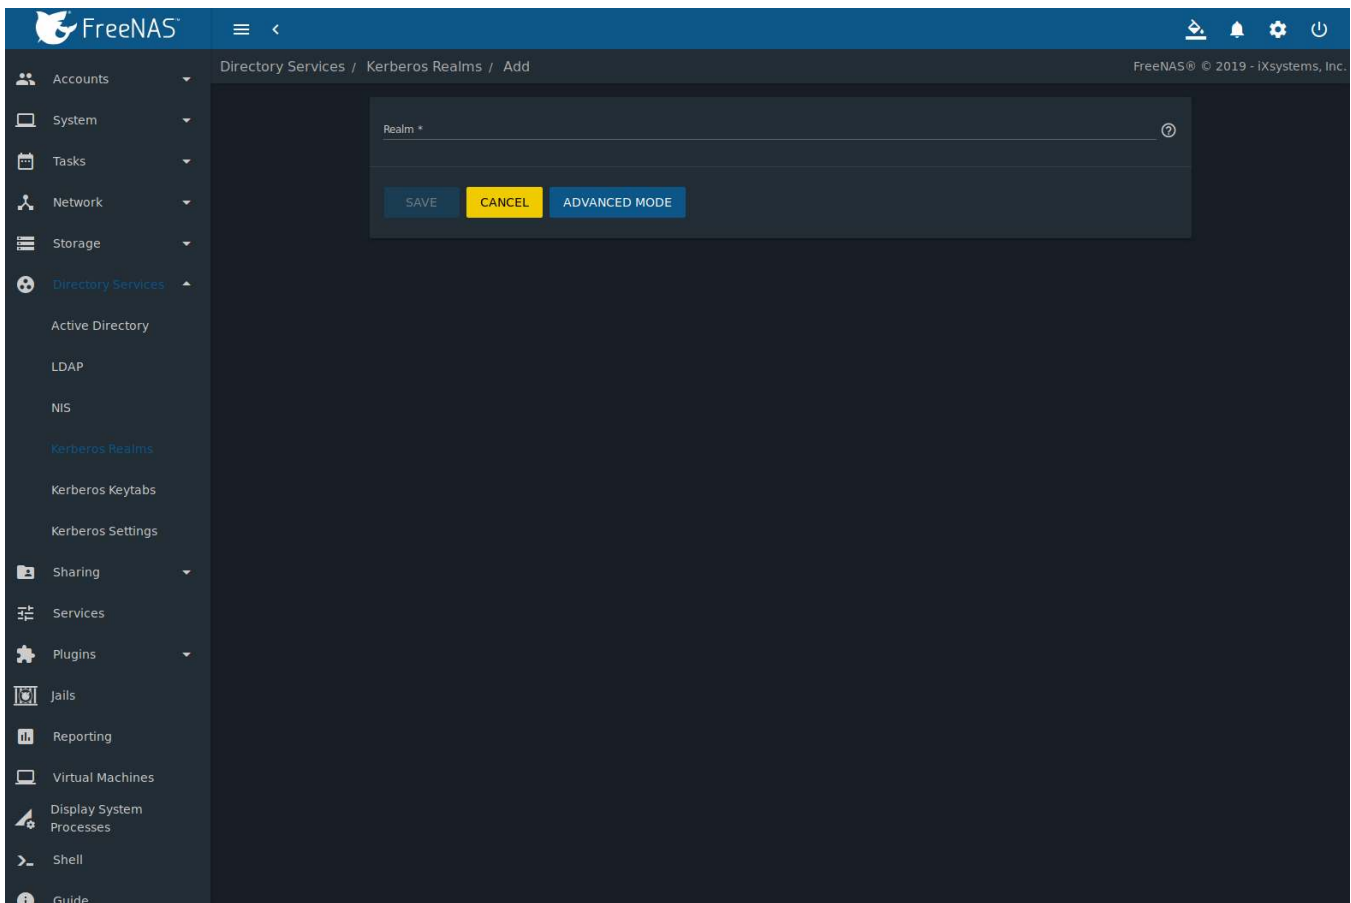 FreeNAS™
Directory Services / Kerberos Realms / Add
FreeNAS® © 2019 - iXsystems, Inc.
Accounts
System
Tasks
Network
Storage
Directory Services
Active Directory
LDAP
NIS
Kerberos Realms
Kerberos Keytabs
Kerberos Settings
Sharing
Services
Plugins
Jails
Reporting
Virtual Machines
Display System
Processes
Shell
Guide
Realm *
SAVE
CANCEL
ADVANCED MODE